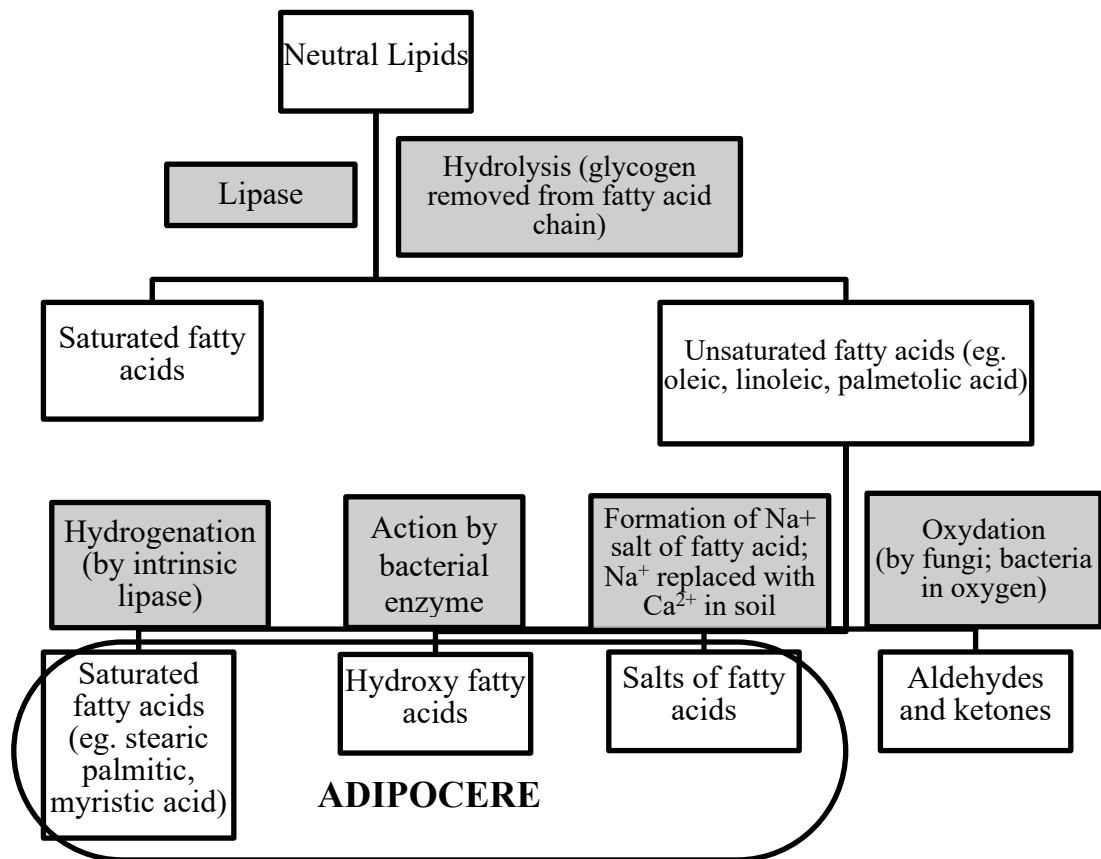 Neutral Lipids
Lipase
Hydrolysis (glycogen
removed from fatty acid
chain)
Saturated fatty
acids
Unsaturated fatty acids (eg.
oleic, linoleic, palmetolic acid)
Hydrogenation
(by intrinsic
lipase)
Action by
bacterial
enzyme
Formation of Na+
salt of fatty acid;
Na⁺ replaced with
Ca²⁺ in soil
Oxydation
(by fungi; bacteria
in oxygen)
Saturated
fatty acids
(eg. stearic
palmitic,
myristic acid)
Hydroxy fatty
acids
Salts of fatty
acids
Aldehydes
and ketones
ADIPOCERE